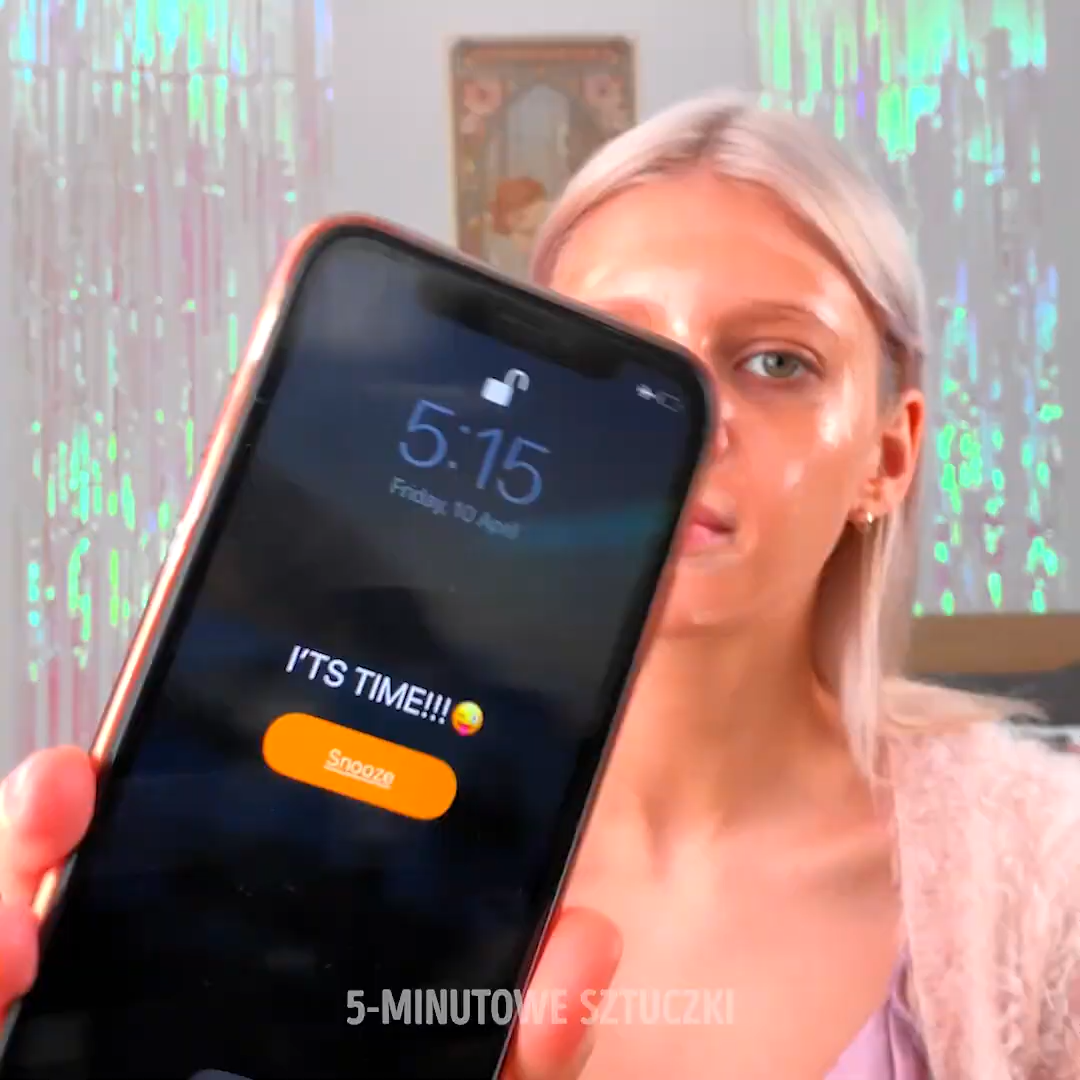 5:15
Friday, 10 April
I'TS TIME!!!😜
Snooze
5-MINUTOWE SZTUCZKI